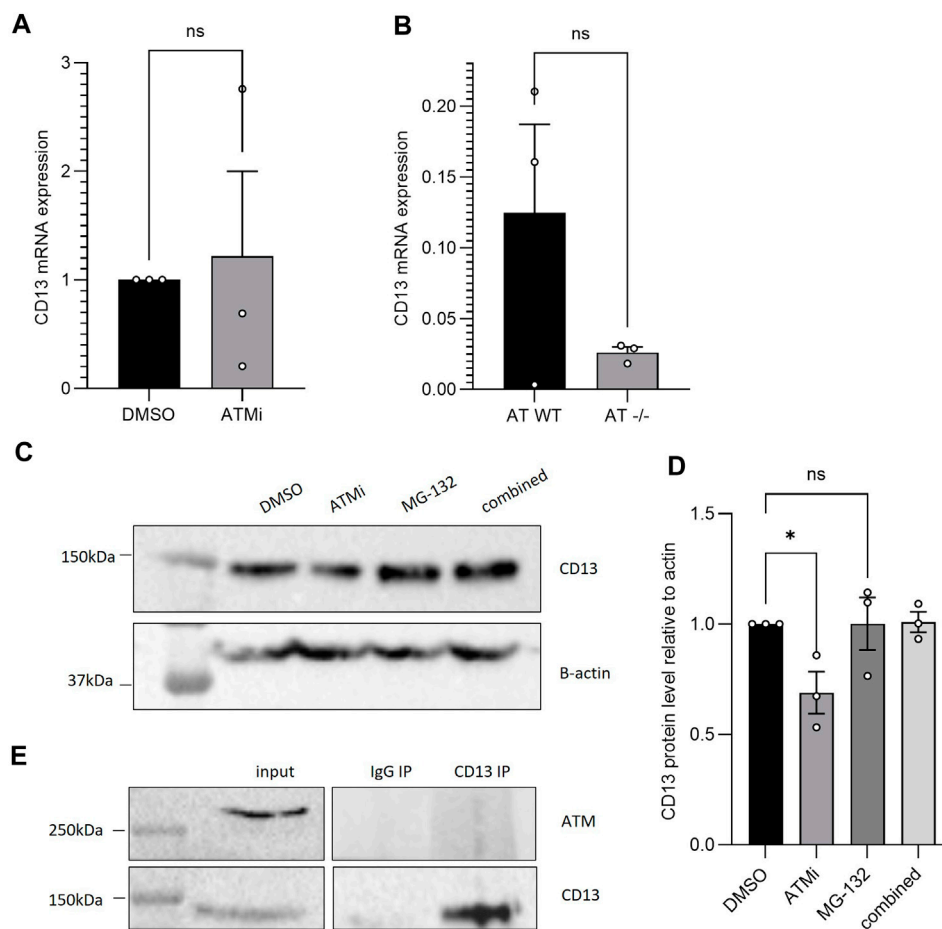 A
ns
CD13 mRNA expression
3
2
1
0
DMSO
ATMi
B
ns
CD13 mRNA expression
0.20
0.15
0.10
0.05
0.00
AT WT
AT -/-
C
DMSO
ATMi
MG-132
combined
150kDa
CD13
37kDa
B-actin
D
ns
*
CD13 protein level relative to actin
1.5
1.0
0.5
0.0
DMSO
ATMi
MG-132
combined
E
input
IgG IP
CD13 IP
250kDa
ATM
150kDa
CD13